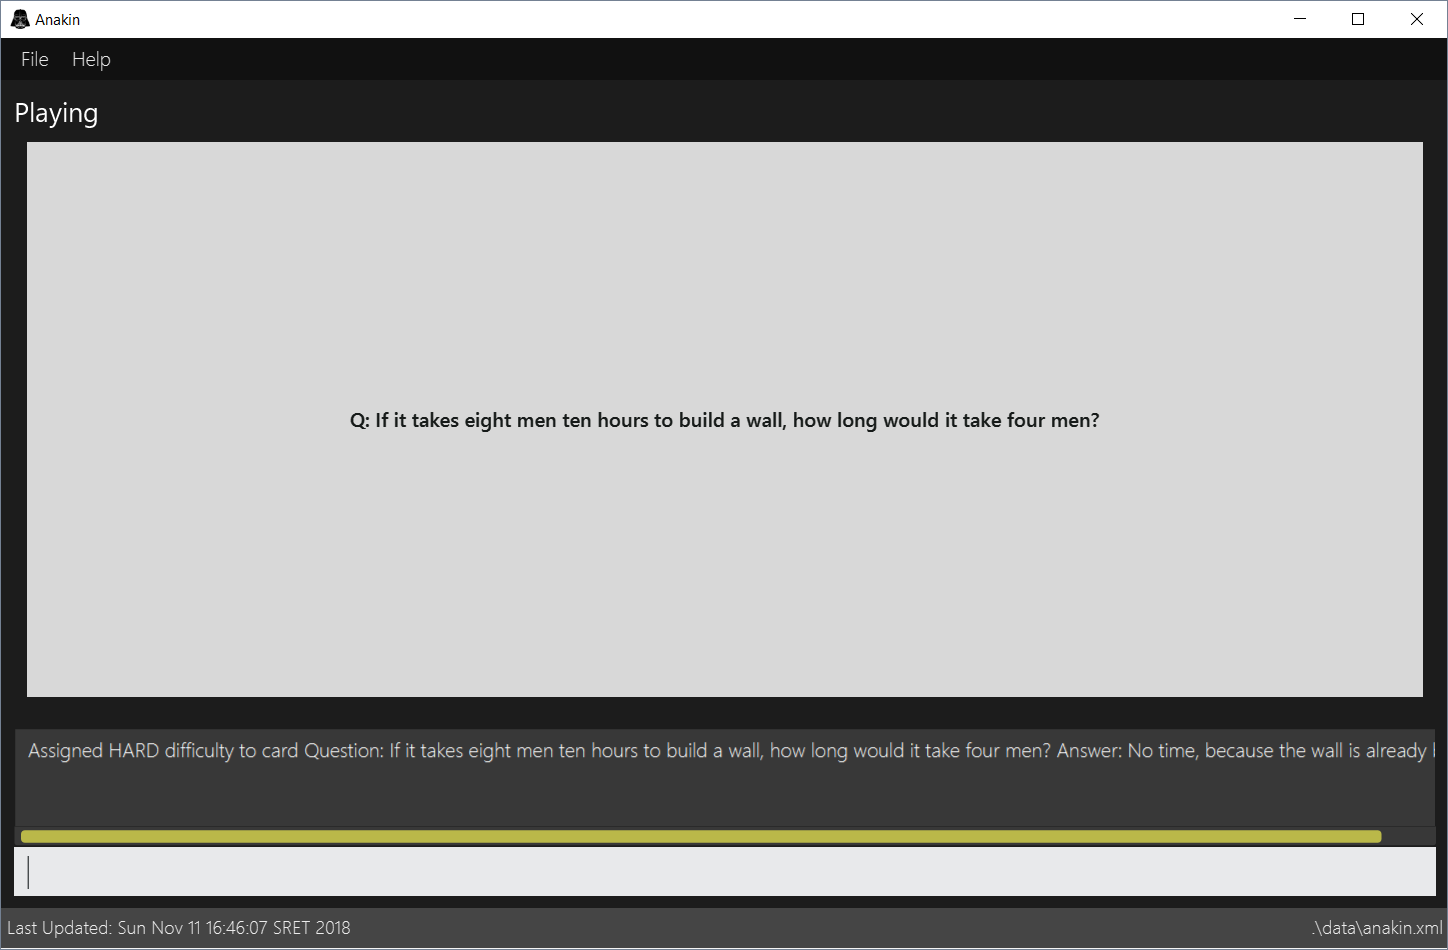 Anakin
File Help
Playing
Q: If it takes eight men ten hours to build a wall, how long would it take four men?
Assigned HARD difficulty to card Question: If it takes eight men ten hours to build a wall, how long would it take four men? Answer: No time, because the wall is already
Last Updated: Sun Nov 11 16:46:07 SRET 2018
.\data\anakin.xml